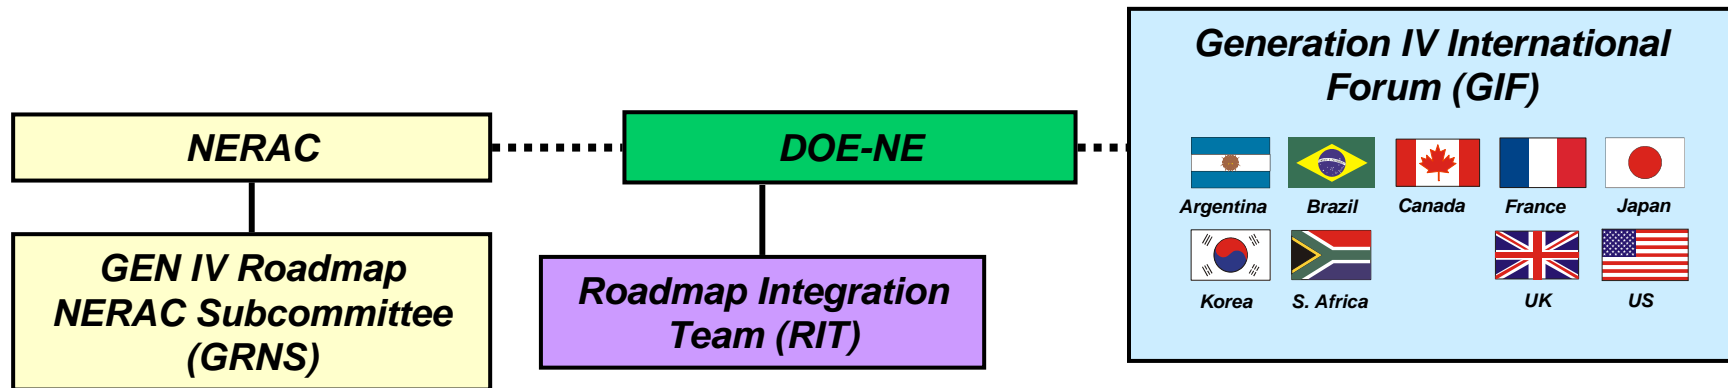 NERAC
GEN IV Roadmap
NERAC Subcommittee
(GRNS)
DOE-NE
Roadmap Integration
Team (RIT)
Generation IV International
Forum (GIF)
Argentina Brazil Canada France Japan
Korea S. Africa UK US